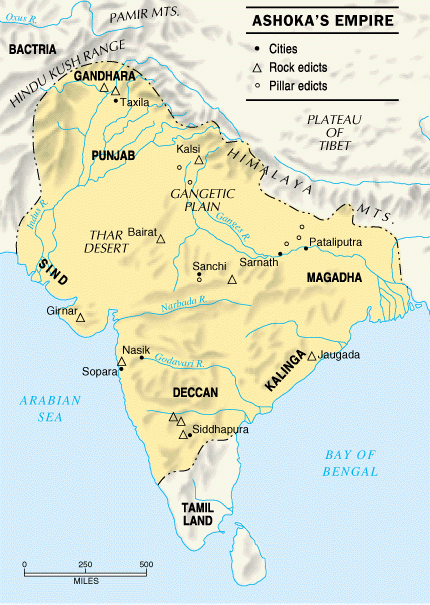 Oxus R.
PAMIR MTS.
BACTRIA
HINDU KUSH RANGE
GANDHARA
Taxila
PUNJAB
ASHOKA'S EMPIRE
Cities
Rock edicts
Pillar edicts
PLATEAU
OF
TIBET
Kalsi
HIMALAYA MTS.
GANGETIC
PLAIN
Indus R.
THAR
DESERT
Bairat
Ganges R.
Pataliputra
Sarnath
Sanchi
MAGADHA
SIND
Narbada R.
Girnar
Nasik
Godavari R.
Sopara
KALINGA
Jaugada
DECCAN
ARABIAN
SEA
Siddhapura
BAY OF
BENGAL
TAMIL
LAND
0 250 500
MILES